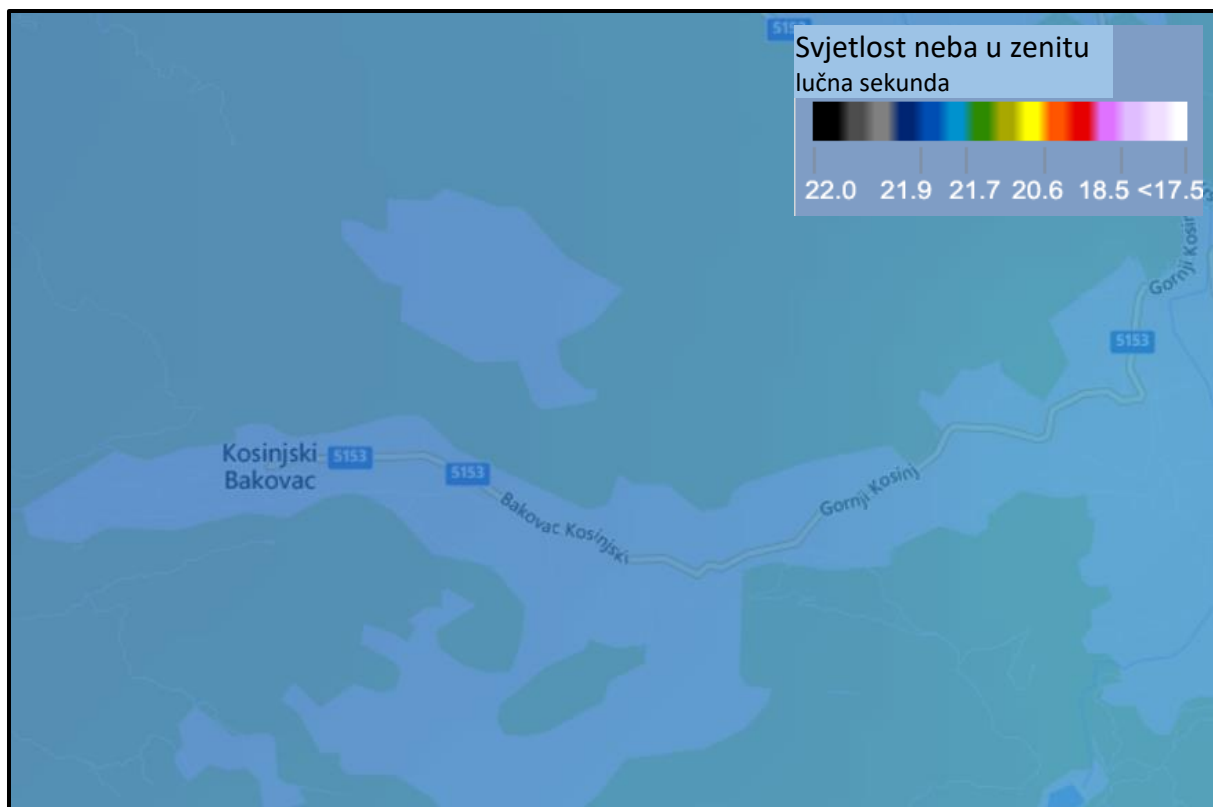 5153
Svjetlost neba u zenitu
lučna sekunda
22.0 21.9 21.7 20.6 18.5 <17.5
Gornji Kosinj
5153
Kosinjski
Bakovac
5153
5153
Bakovac Kosinjski
Gornji Kosinj